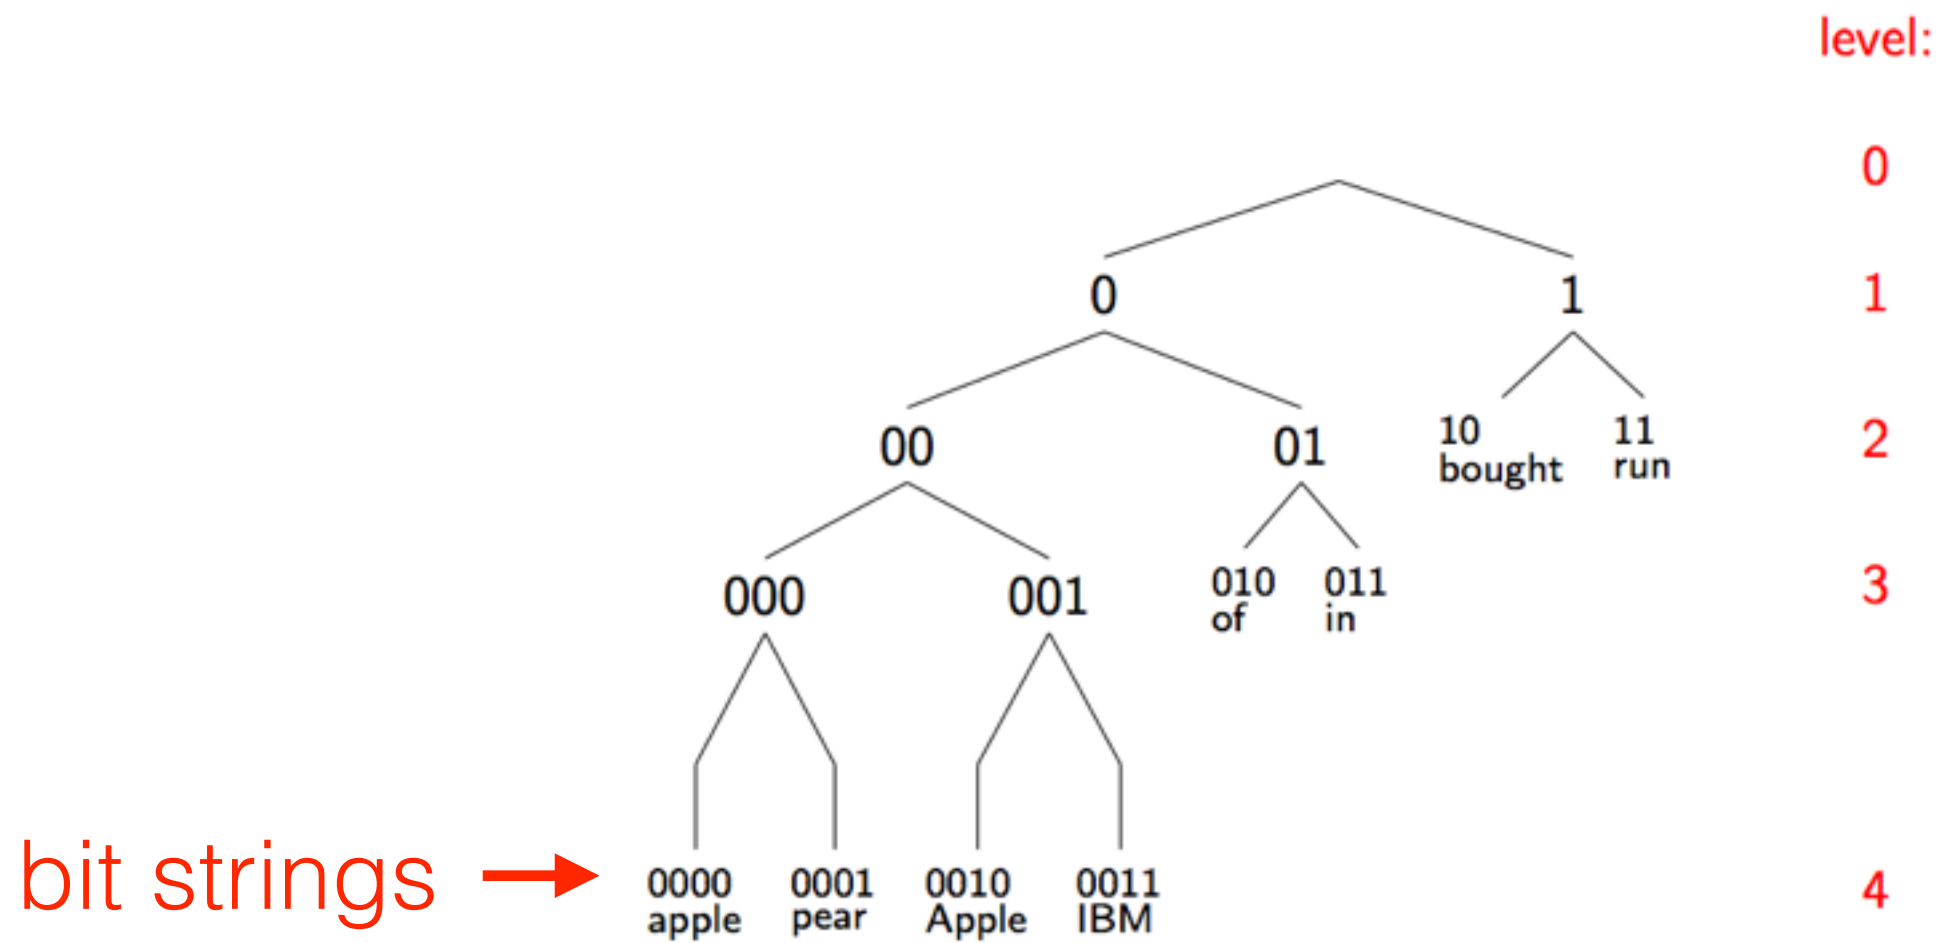 level:
0
0 1 1
00 01 10 11 2
bought run
000 001 010 011 3
of in
bit strings 0000 0001 0010 0011 4
apple pear Apple IBM